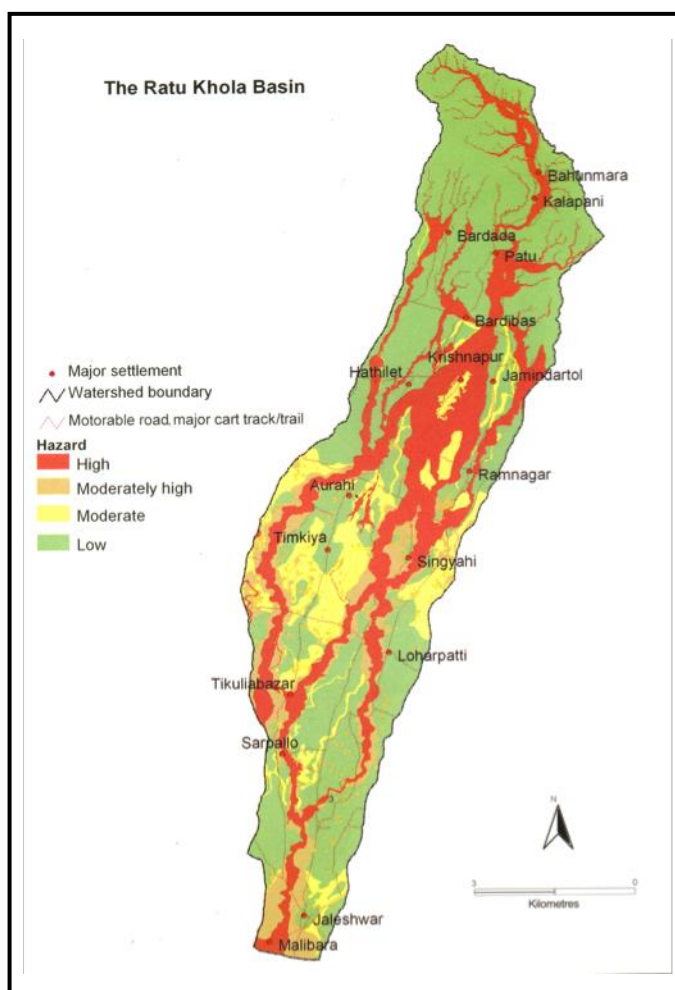 The Ratu Khola Basin
Bahunmara
Kalapani
Bardada
Patu
Bardibas
Krishnapur
Hathilet
Jamindartol
Major settlement
Watershed boundary
Motorable road, major cart track/trail
Hazard
High
Moderately high
Moderate
Low
Ramnagar
Aurahi
Timkiya
Singyahi
Loharpatti
Tikuliabazar
Sarpallo
N
3
0
Kilometres
Jaleshwar
Malibara